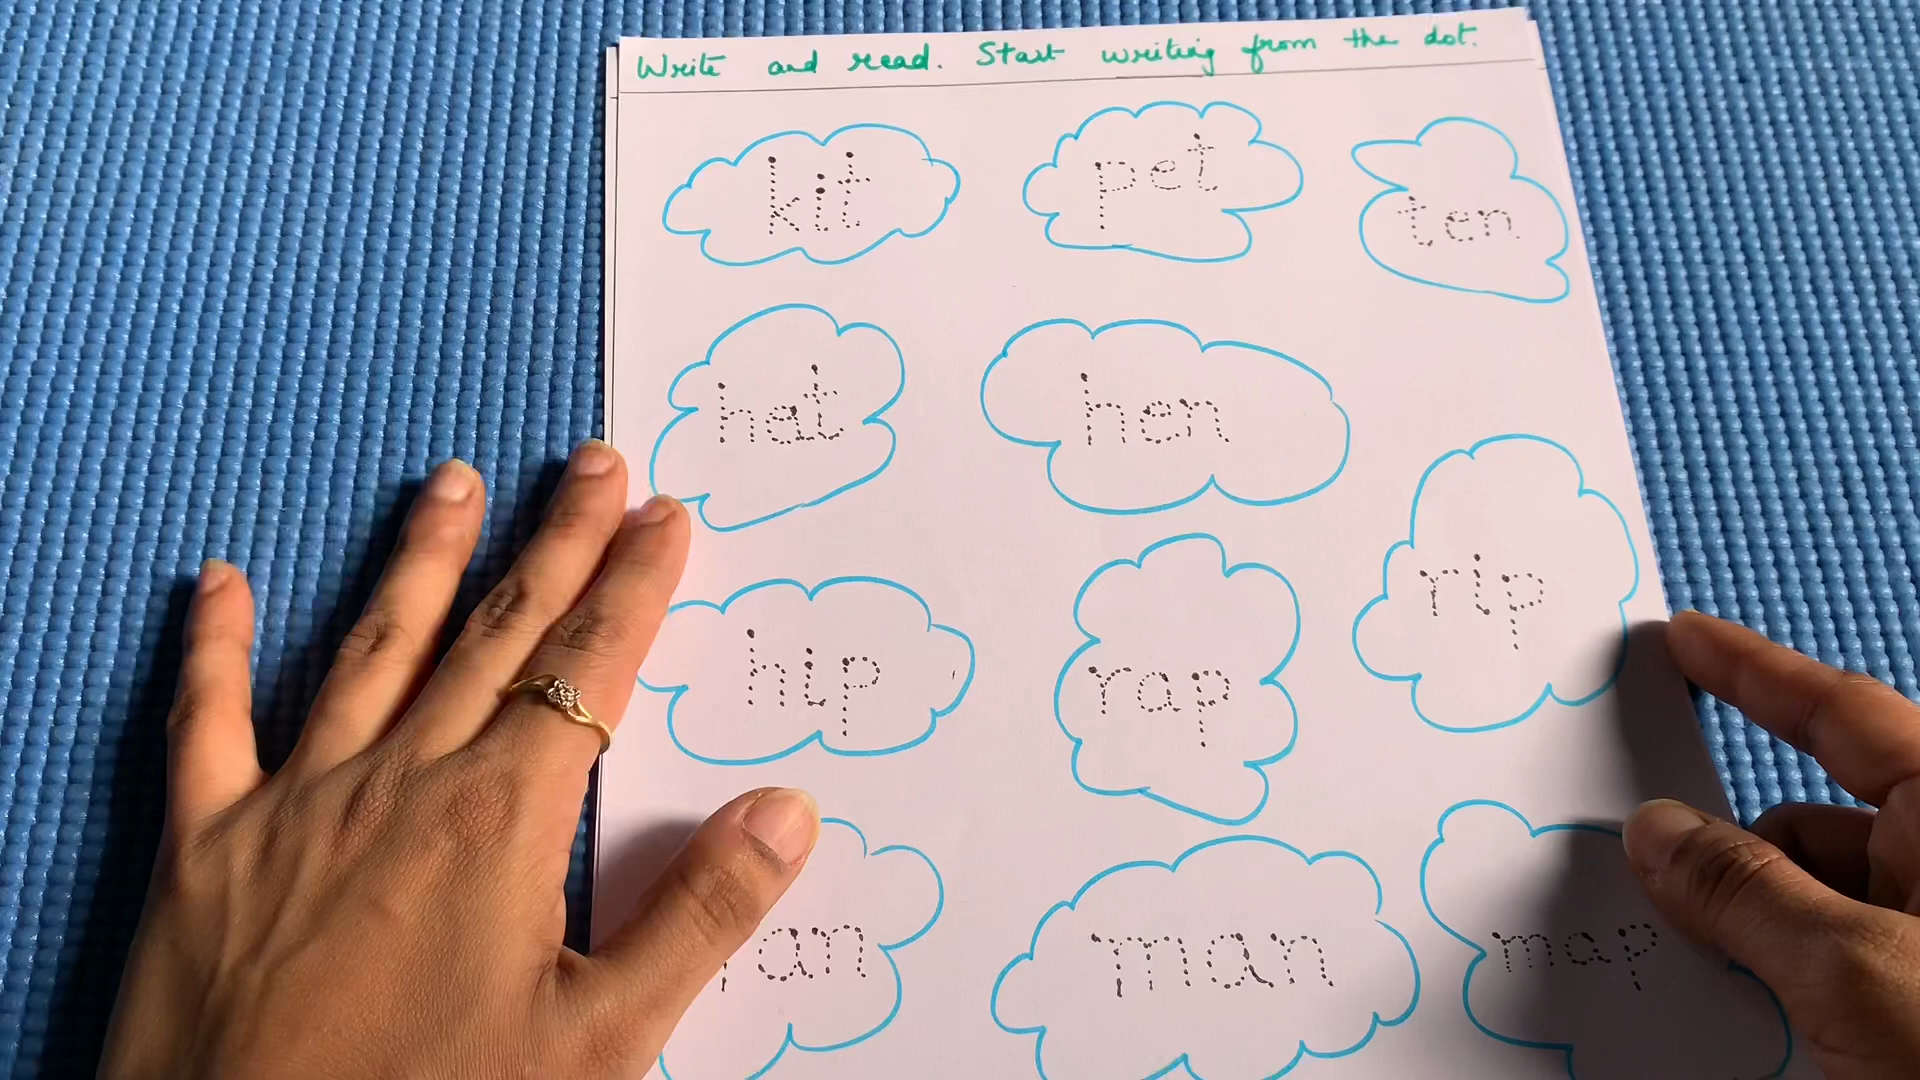 Write and read. Start writing from the dot.
kit pet ten
hat hen
rip
hip rap
man map